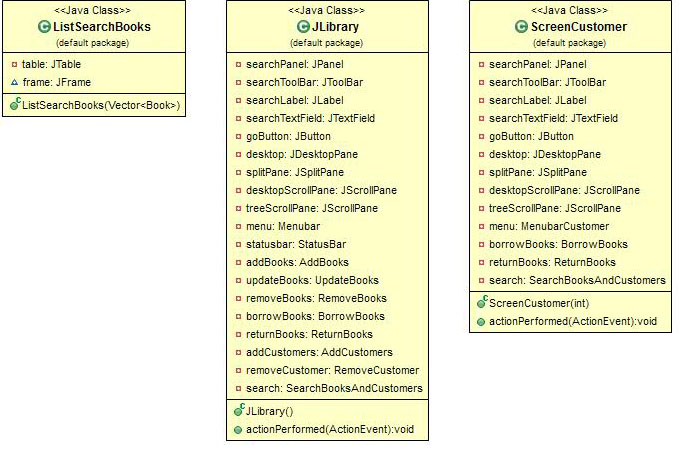 <<Java Class>>
ListSearchBooks
(default package)
table: JTable
frame: JFrame
ListSearchBooks(Vector<Book>)
<<Java Class>>
JLibrary
(default package)
searchPanel: JPanel
searchToolBar: JToolBar
searchLabel: JLabel
searchTextField: JTextField
goButton: JButton
desktop: JDesktopPane
splitPane: JSplitPane
desktopScrollPane: JScrollPane
treeScrollPane: JScrollPane
menu: Menubar
statusbar: StatusBar
addBooks: AddBooks
updateBooks: UpdateBooks
removeBooks: RemoveBooks
borrowBooks: BorrowBooks
returnBooks: ReturnBooks
addCustomers: AddCustomers
removeCustomer: RemoveCustomer
search: SearchBooksAndCustomers
JLibrary()
actionPerformed(ActionEvent):void
<<Java Class>>
ScreenCustomer
(default package)
searchPanel: JPanel
searchToolBar: JToolBar
searchLabel: JLabel
searchTextField: JTextField
goButton: JButton
desktop: JDesktopPane
splitPane: JSplitPane
desktopScrollPane: JScrollPane
treeScrollPane: JScrollPane
menu: MenubarCustomer
borrowBooks: BorrowBooks
returnBooks: ReturnBooks
search: SearchBooksAndCustomers
ScreenCustomer(int)
actionPerformed(ActionEvent):void